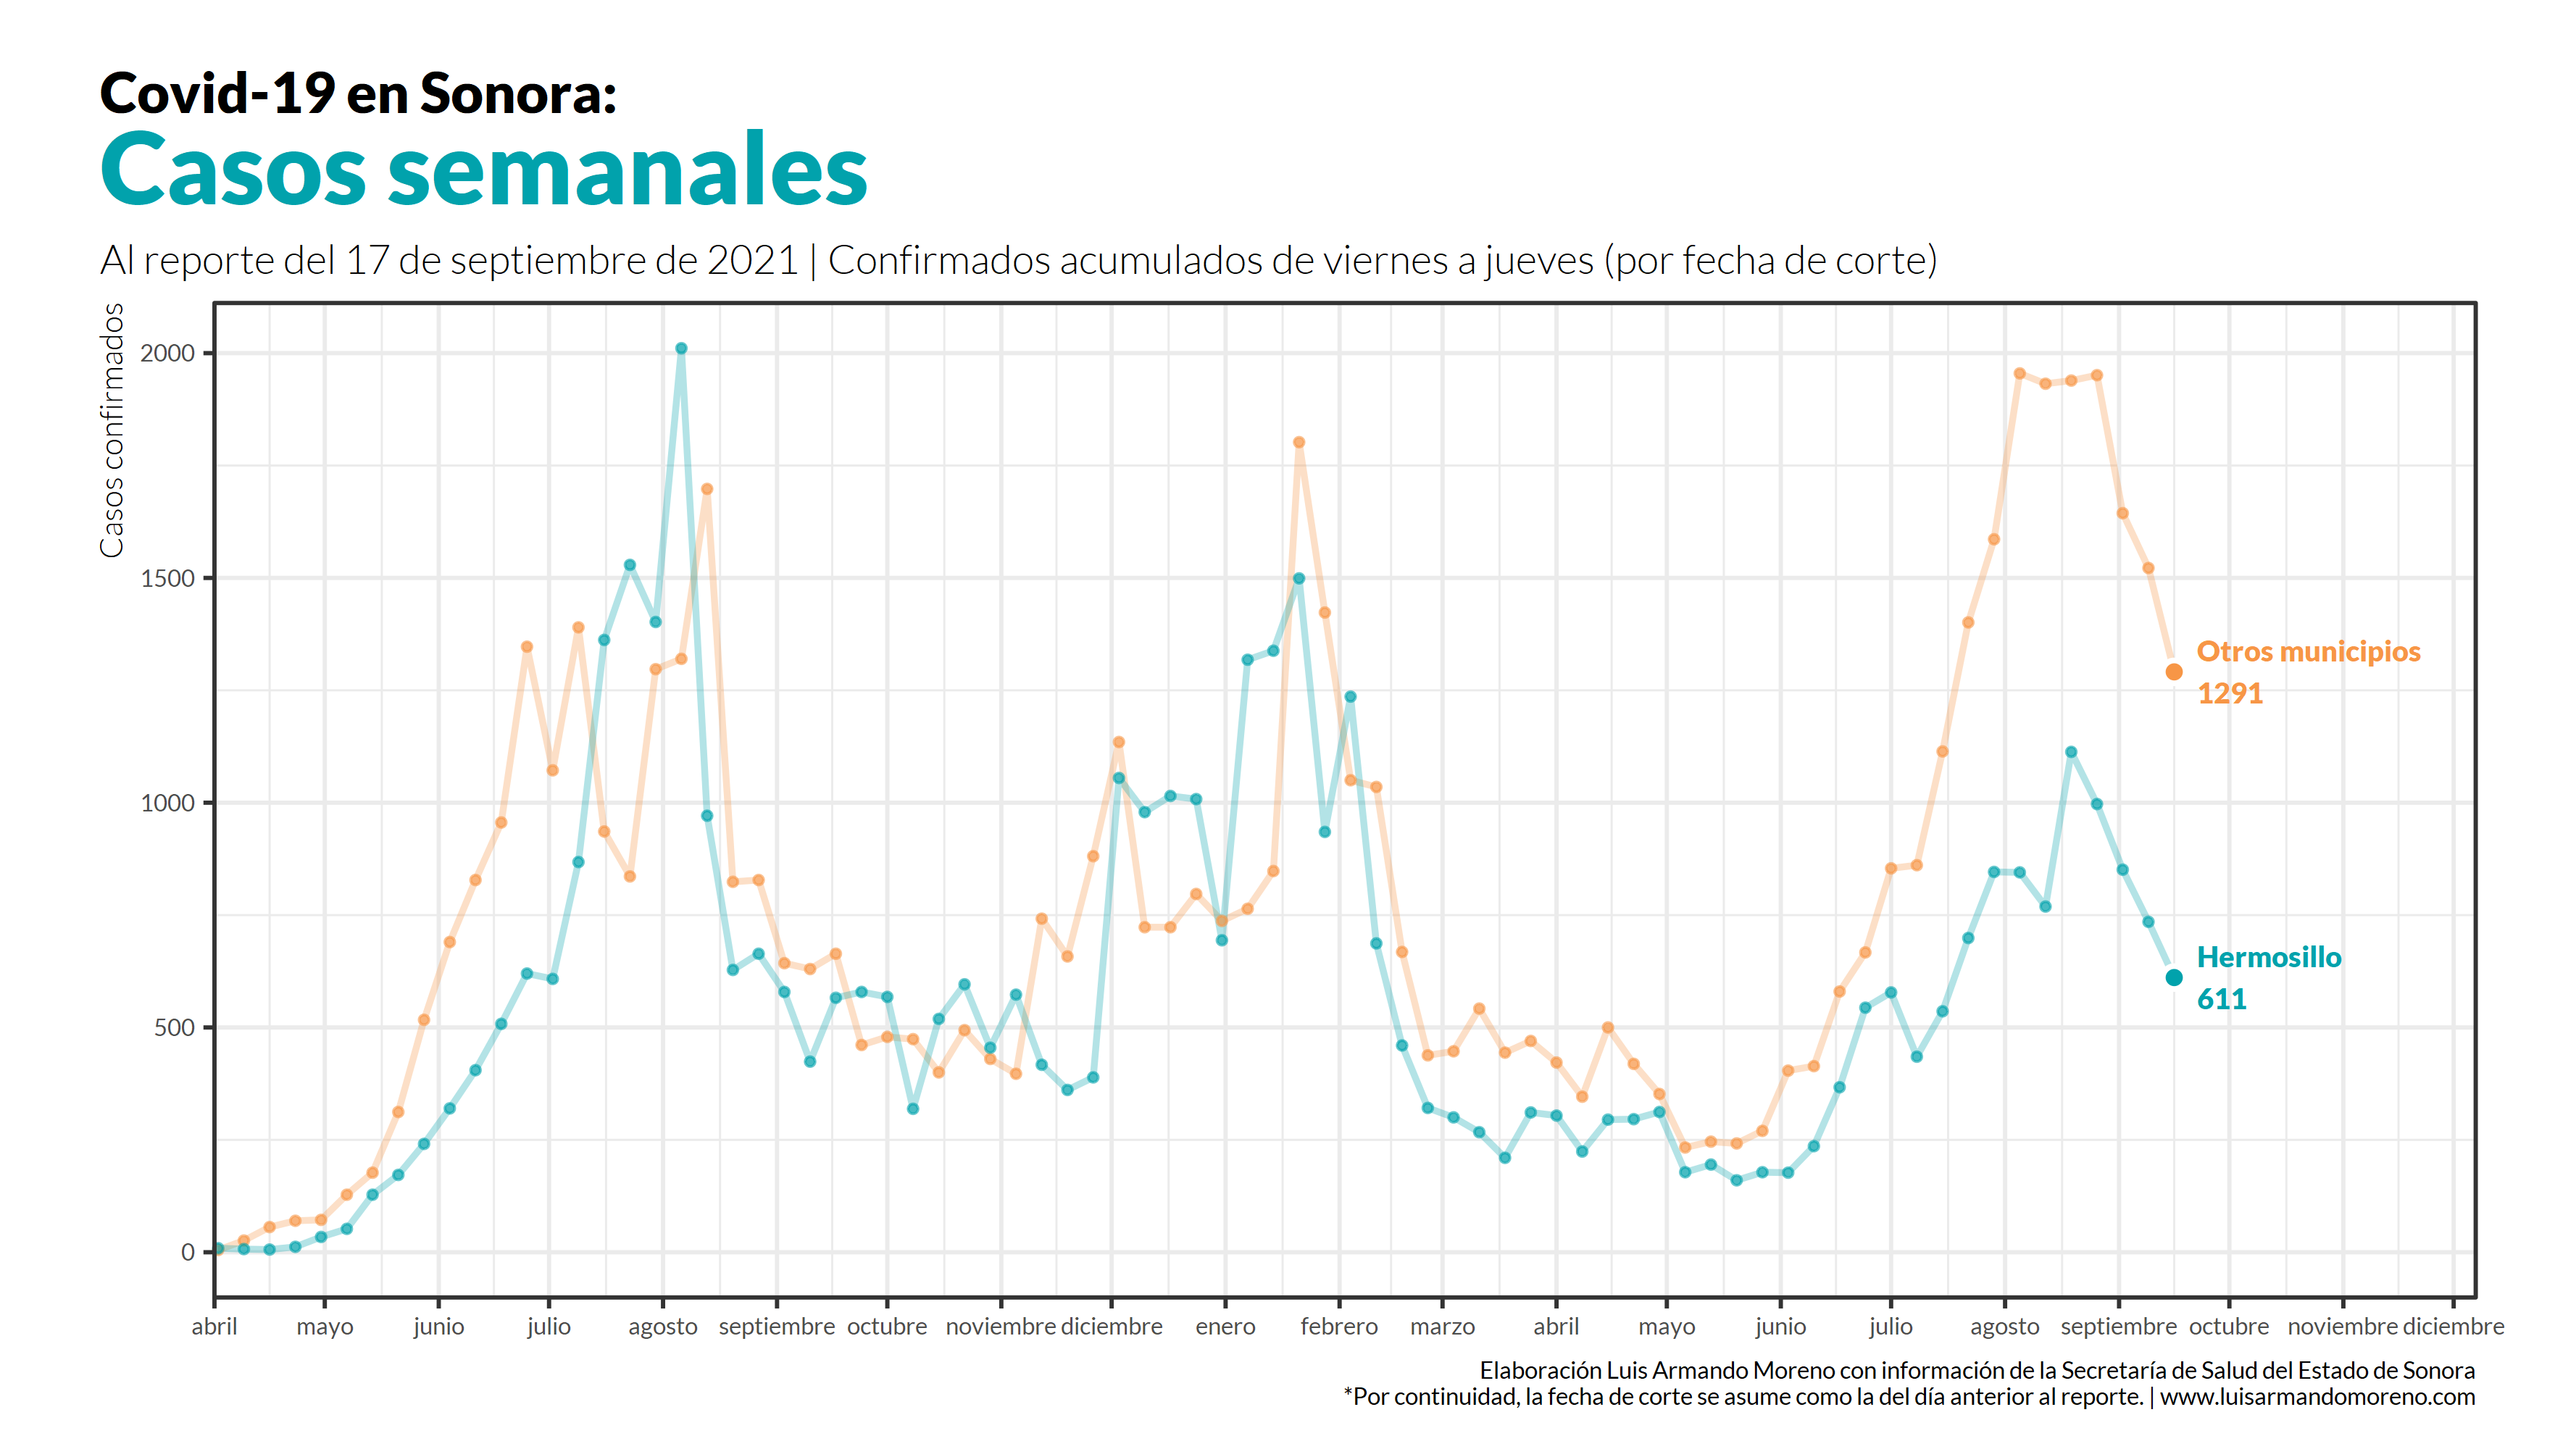 Covid-19 en Sonora:
Casos semanales
Al reporte del 17 de septiembre de 2021 | Confirmados acumulados de viernes a jueves (por fecha de corte)
Casos confirmados
2000
1500
1000
500
0
Otros municipios
1291
Hermosillo
611
abril mayo junio julio agosto septiembre octubre noviembre diciembre enero febrero marzo abril mayo junio julio agosto septiembre octubre noviembre diciembre
Elaboración Luis Armando Moreno con información de la Secretaría de Salud del Estado de Sonora
*Por continuidad, la fecha de corte se asume como la del día anterior al reporte. | www.luisarmandomoreno.com